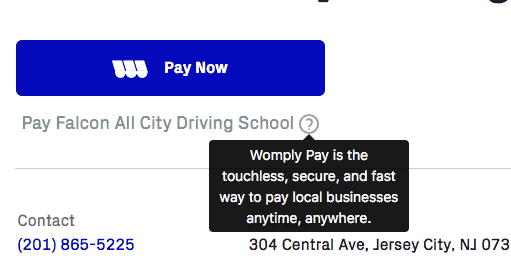 Pay Now
Pay Falcon All City Driving School ?
Womply Pay is the
touchless, secure, and fast
way to pay local businesses
anytime, anywhere.
Contact
(201) 865-5225
304 Central Ave, Jersey City, NJ 073